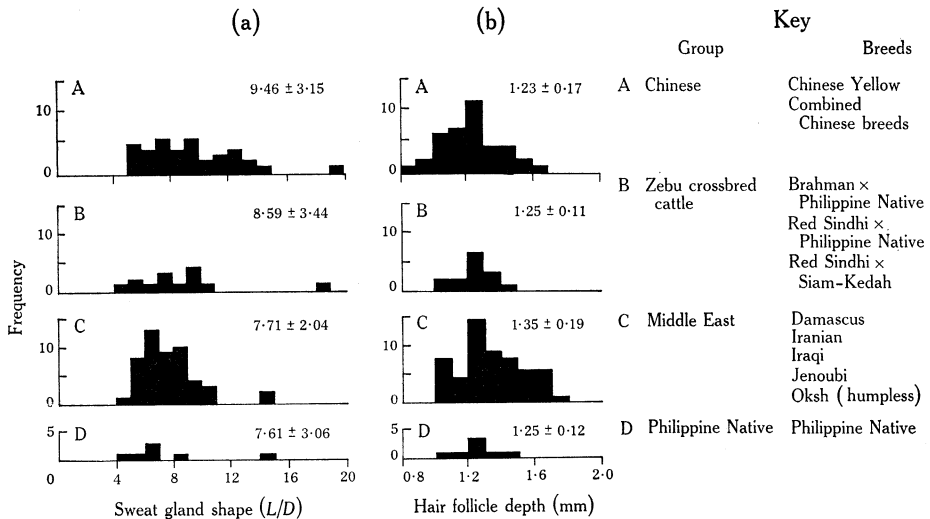 (a)
(b)
Key
Group
Breeds
Frequency
A
9·46 ± 3·15
10
0
B
8·59 ± 3·44
10
0
C
7·71 ± 2·04
10
0
D
7·61 ± 3·06
5
0
0 4 8 12 16 20
Sweat gland shape (L/D)
A
1·23 ± 0·17
10
0
B
1·25 ± 0·11
10
0
C
1·35 ± 0·19
10
0
D
1·25 ± 0·12
5
0
0·8 1·2 1·6 2·0
Hair follicle depth (mm)
A Chinese
Chinese Yellow
Combined
Chinese breeds
B Zebu crossbred
cattle
Brahman ×
Philippine Native
Red Sindhi ×
Philippine Native
Red Sindhi ×
Siam-Kedah
C Middle East
Damascus
Iranian
Iraqi
Jenoubi
Oksh (humpless)
D Philippine Native
Philippine Native